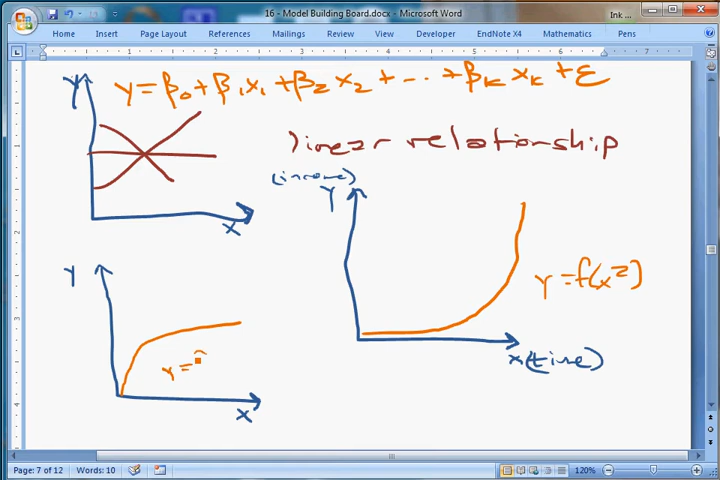 16 - Model Building Board.docx - Microsoft Word
Ink ...
Home Insert Page Layout References Mailings Review View Developer EndNote X4 Mathematics Pens
Y
y = β0 + β1x1 + β2x2 + ... + βkxk + ε
linear relationship
X
(income)
Y
y = f(x²)
x(time)
Y
y =
X
Page: 7 of 12 Words: 10 120%